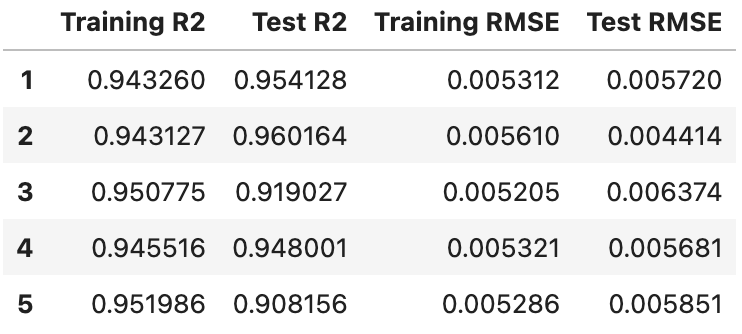 Training R2 Test R2 Training RMSE Test RMSE
1 0.943260 0.954128 0.005312 0.005720
2 0.943127 0.960164 0.005610 0.004414
3 0.950775 0.919027 0.005205 0.006374
4 0.945516 0.948001 0.005321 0.005681
5 0.951986 0.908156 0.005286 0.005851